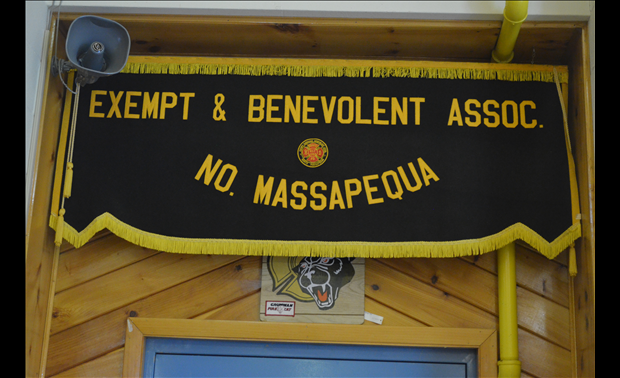 EXEMPT & BENEVOLENT ASSOC.
NO. MASSAPEQUA